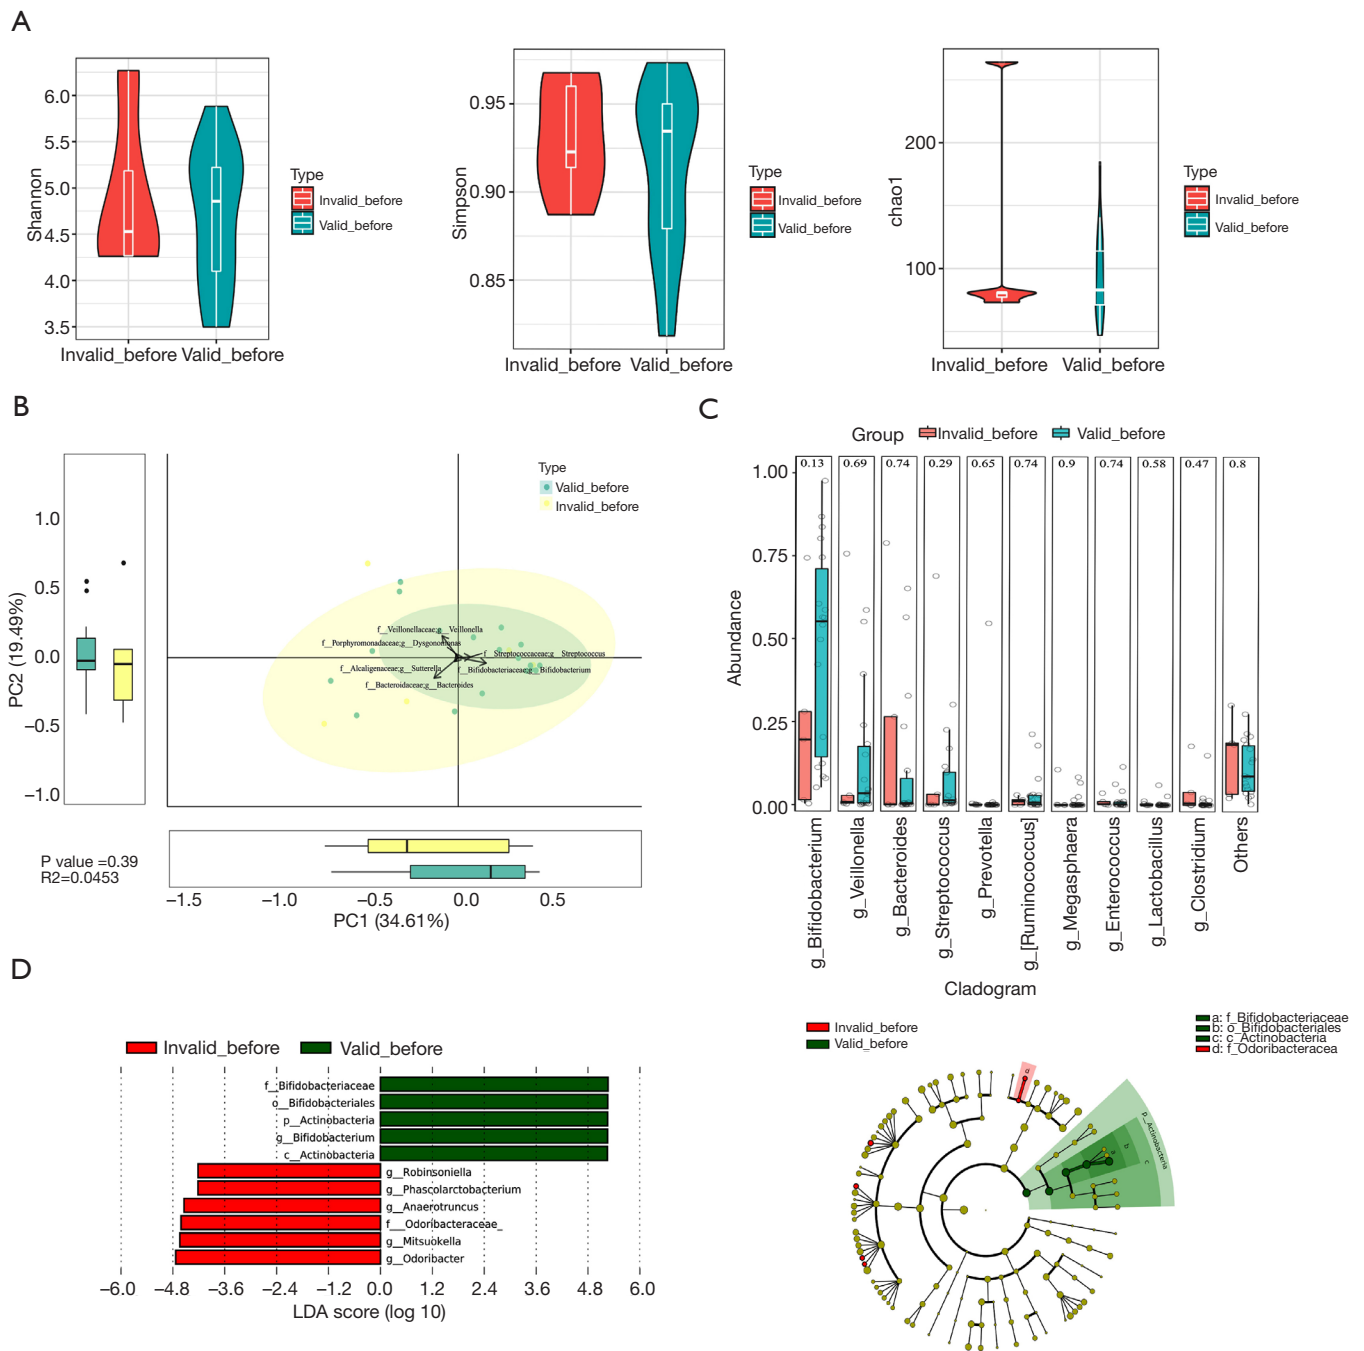 A
Shannon
6.0
5.5
5.0
4.5
4.0
3.5
Invalid_before Valid_before
Type
Invalid_before
Valid_before
Simpson
0.95
0.90
0.85
Invalid_before Valid_before
Type
Invalid_before
Valid_before
chao1
200
100
Invalid_before Valid_before
Type
Invalid_before
Valid_before
B
PC2 (19.49%)
1.0
0.5
0.0
−0.5
−1.0
Type
Valid_before
Invalid_before
f__Veillonellaceae;g__Veillonella
f__Porphyromonadaceae;g__Dysgonomonas
f__Streptococcaceae;g__Streptococcus
f__Alcaligenaceae;g__Sutterella
f__Bifidobacteriaceae;g__Bifidobacterium
f__Bacteroidaceae;g__Bacteroides
P value =0.39
R2=0.0453
−1.5 −1.0 −0.5 0.0 0.5
PC1 (34.61%)
C
Group Invalid_before Valid_before
0.13 0.69 0.74 0.29 0.65 0.74 0.9 0.74 0.58 0.47 0.8
Abundance
1.00
0.75
0.50
0.25
0.00
g_Bifidobacterium
g_Veillonella
g_Bacteroides
g_Streptococcus
g_Prevotella
g_[Ruminococcus]
g_Megasphaera
g_Enterococcus
g_Lactobacillus
g_Clostridium
Others
D
Invalid_before Valid_before
f__Bifidobacteriaceae
o__Bifidobacteriales
p__Actinobacteria
g__Bifidobacterium
c__Actinobacteria
g__Robinsoniella
g__Phascolarctobacterium
g__Anaerotruncus
f___Odoribacteraceae_
g__Mitsuokella
g__Odoribacter
−6.0 −4.8 −3.6 −2.4 −1.2 0.0 1.2 2.4 3.6 4.8 6.0
LDA score (log 10)
Cladogram
Invalid_before
Valid_before
a: f_Bifidobacteriaceae
b: o_Bifidobacteriales
c: c_Actinobacteria
d: f_Odoribacteracea
d
p__Actinobacteria
a
b
c